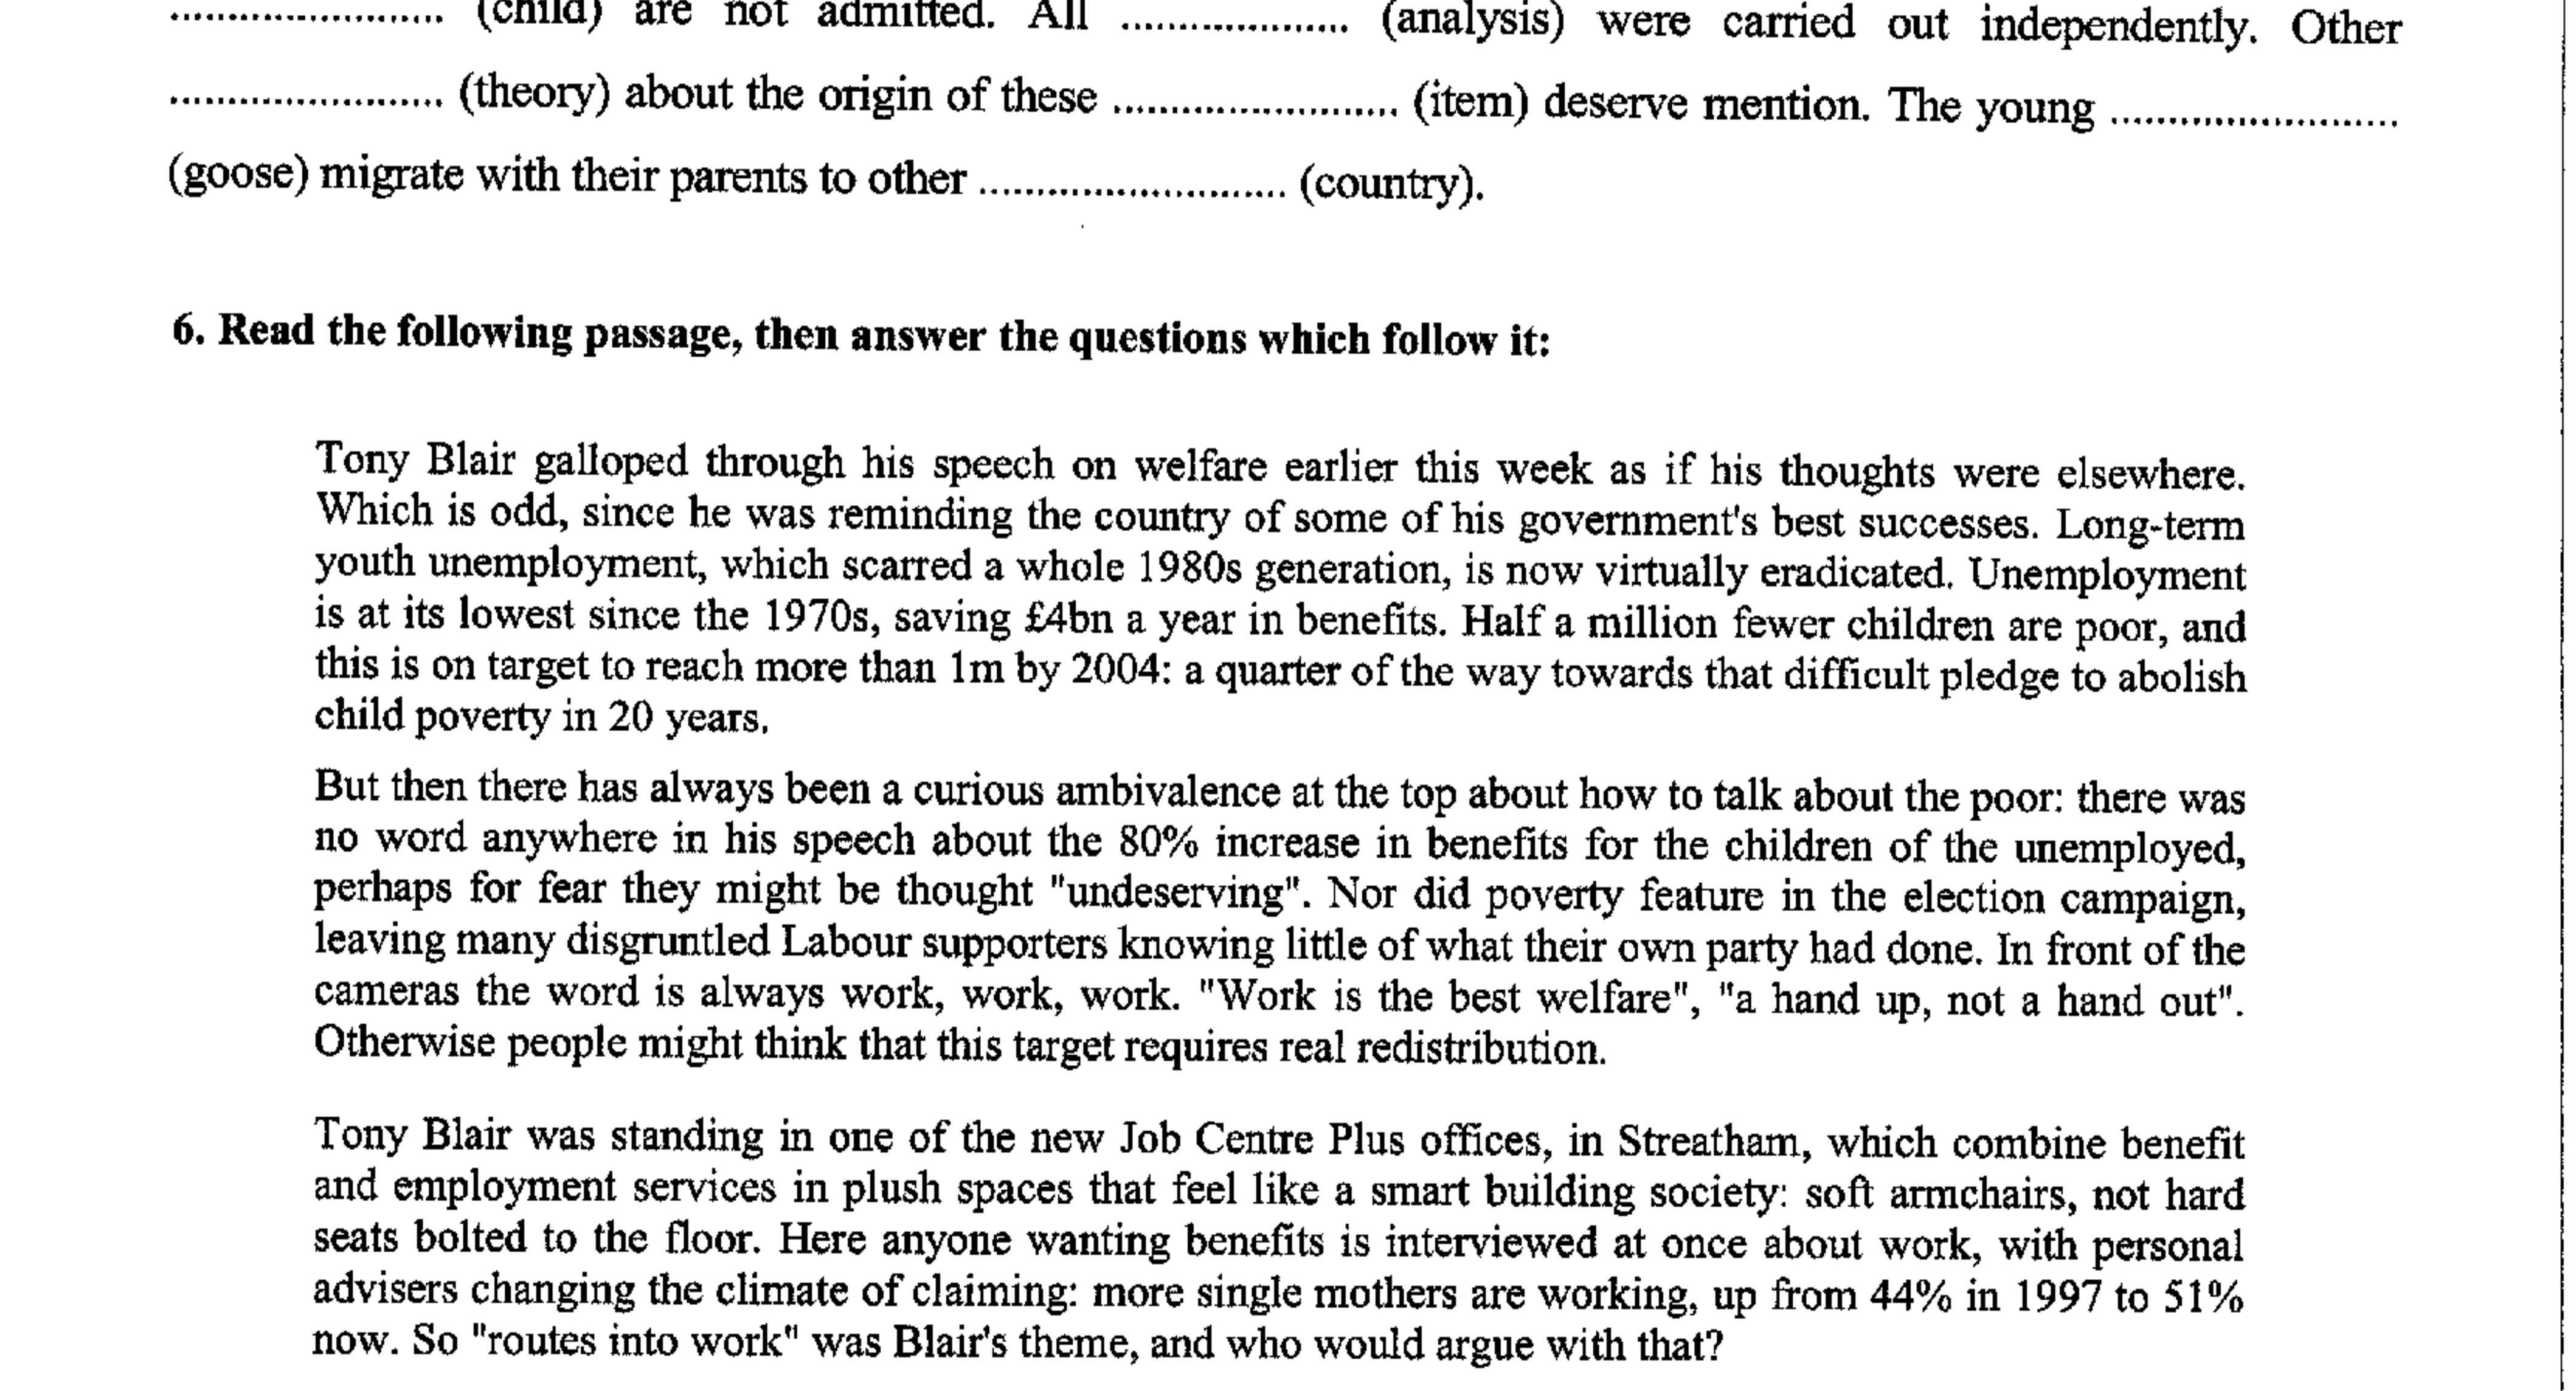 ........................ (child) are not admitted. All .................... (analysis) were carried out independently. Other
........................ (theory) about the origin of these ......................... (item) deserve mention. The young .........................
(goose) migrate with their parents to other ........................... (country).
6. Read the following passage, then answer the questions which follow it:
Tony Blair galloped through his speech on welfare earlier this week as if his thoughts were elsewhere.
Which is odd, since he was reminding the country of some of his government's best successes. Long-term
youth unemployment, which scarred a whole 1980s generation, is now virtually eradicated. Unemployment
is at its lowest since the 1970s, saving £4bn a year in benefits. Half a million fewer children are poor, and
this is on target to reach more than 1m by 2004: a quarter of the way towards that difficult pledge to abolish
child poverty in 20 years.
But then there has always been a curious ambivalence at the top about how to talk about the poor: there was
no word anywhere in his speech about the 80% increase in benefits for the children of the unemployed,
perhaps for fear they might be thought "undeserving". Nor did poverty feature in the election campaign,
leaving many disgruntled Labour supporters knowing little of what their own party had done. In front of the
cameras the word is always work, work, work. "Work is the best welfare", "a hand up, not a hand out".
Otherwise people might think that this target requires real redistribution.
Tony Blair was standing in one of the new Job Centre Plus offices, in Streatham, which combine benefit
and employment services in plush spaces that feel like a smart building society: soft armchairs, not hard
seats bolted to the floor. Here anyone wanting benefits is interviewed at once about work, with personal
advisers changing the climate of claiming: more single mothers are working, up from 44% in 1997 to 51%
now. So "routes into work" was Blair's theme, and who would argue with that?